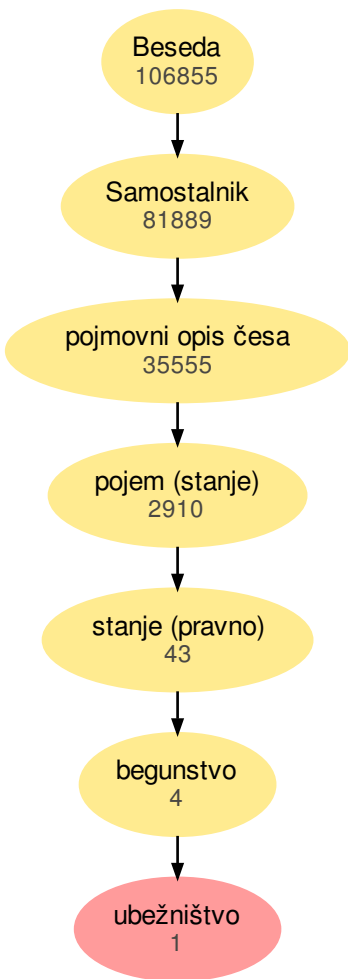 Beseda
106855
Samostalnik
81889
pojmovni opis česa
35555
pojem (stanje)
2910
stanje (pravno)
43
begunstvo
4
ubežništvo
1